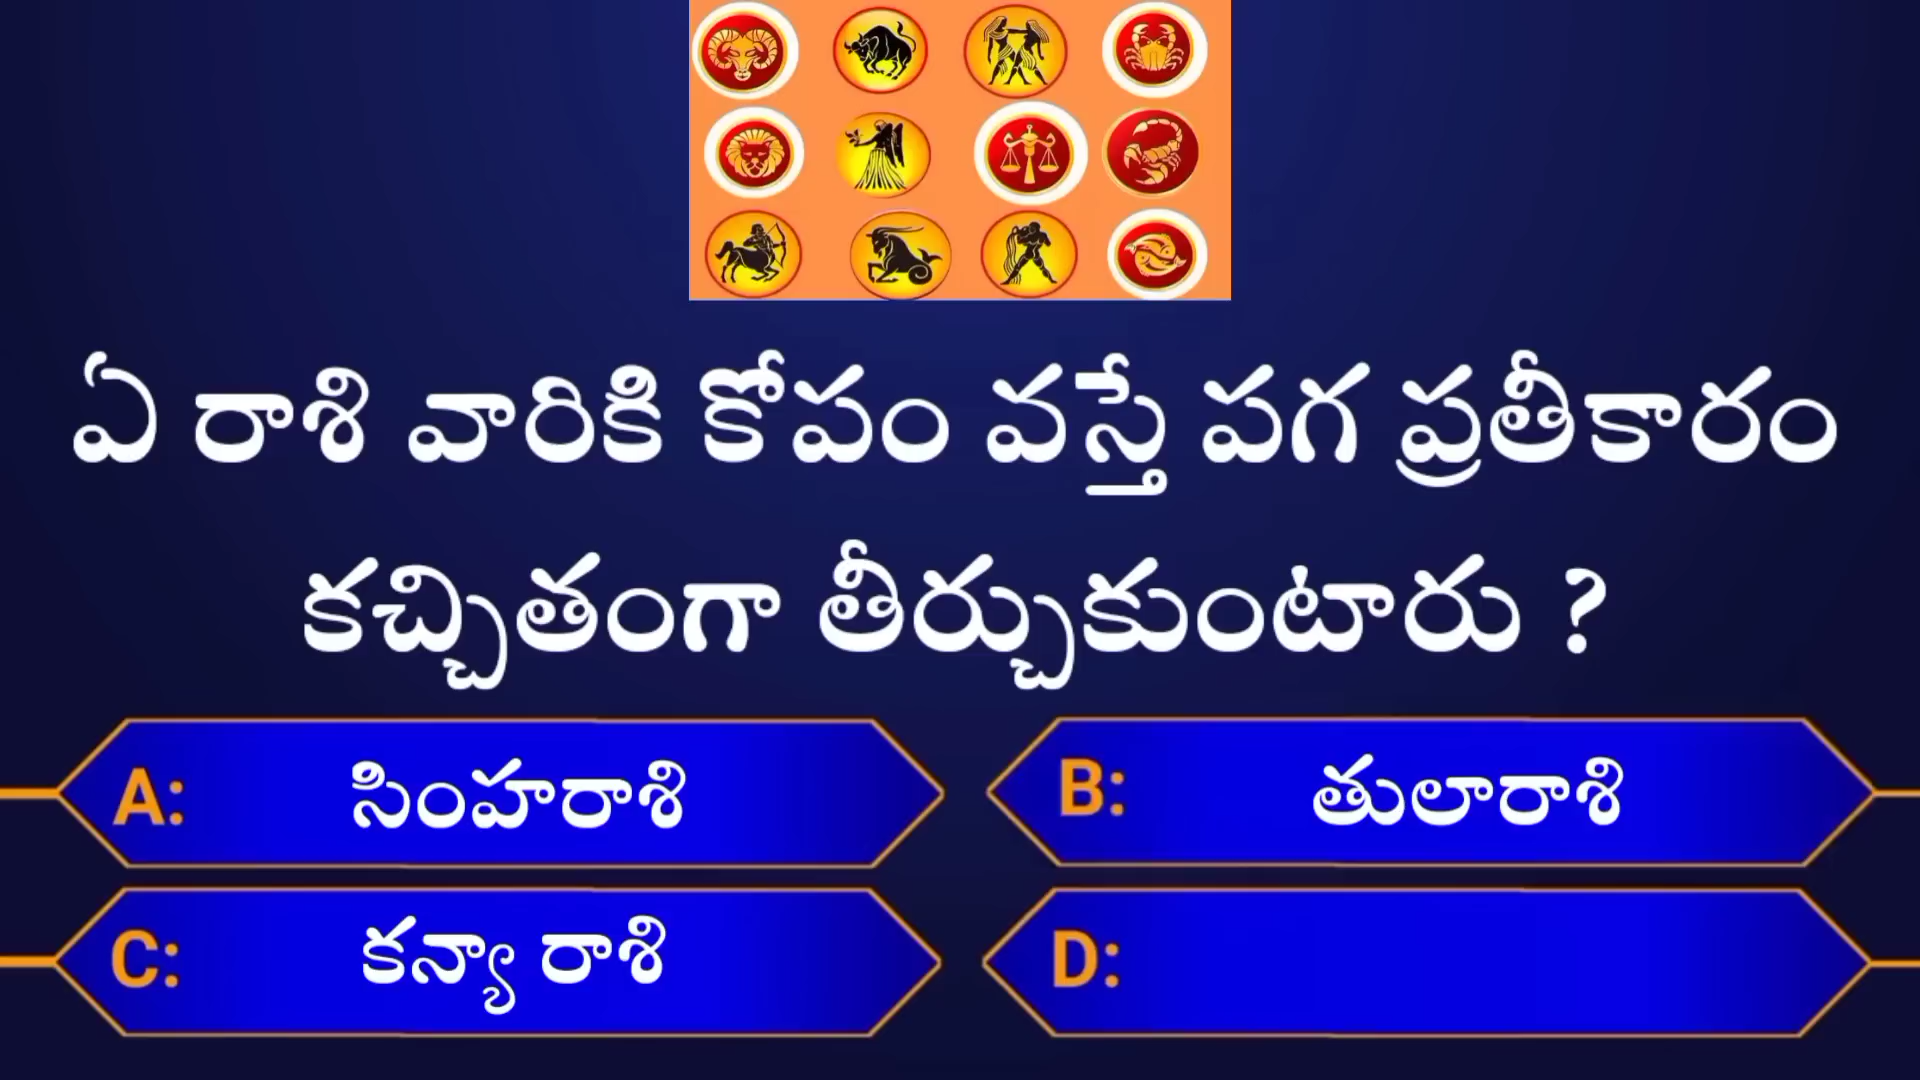 ఏ రాశి వారికి కోపం వస్తే పగ ప్రతీకారం
కచ్చితంగా తీర్చుకుంటారు ?
A: సింహరాశి
B: తులారాశి
C: కన్యా రాశి
D: